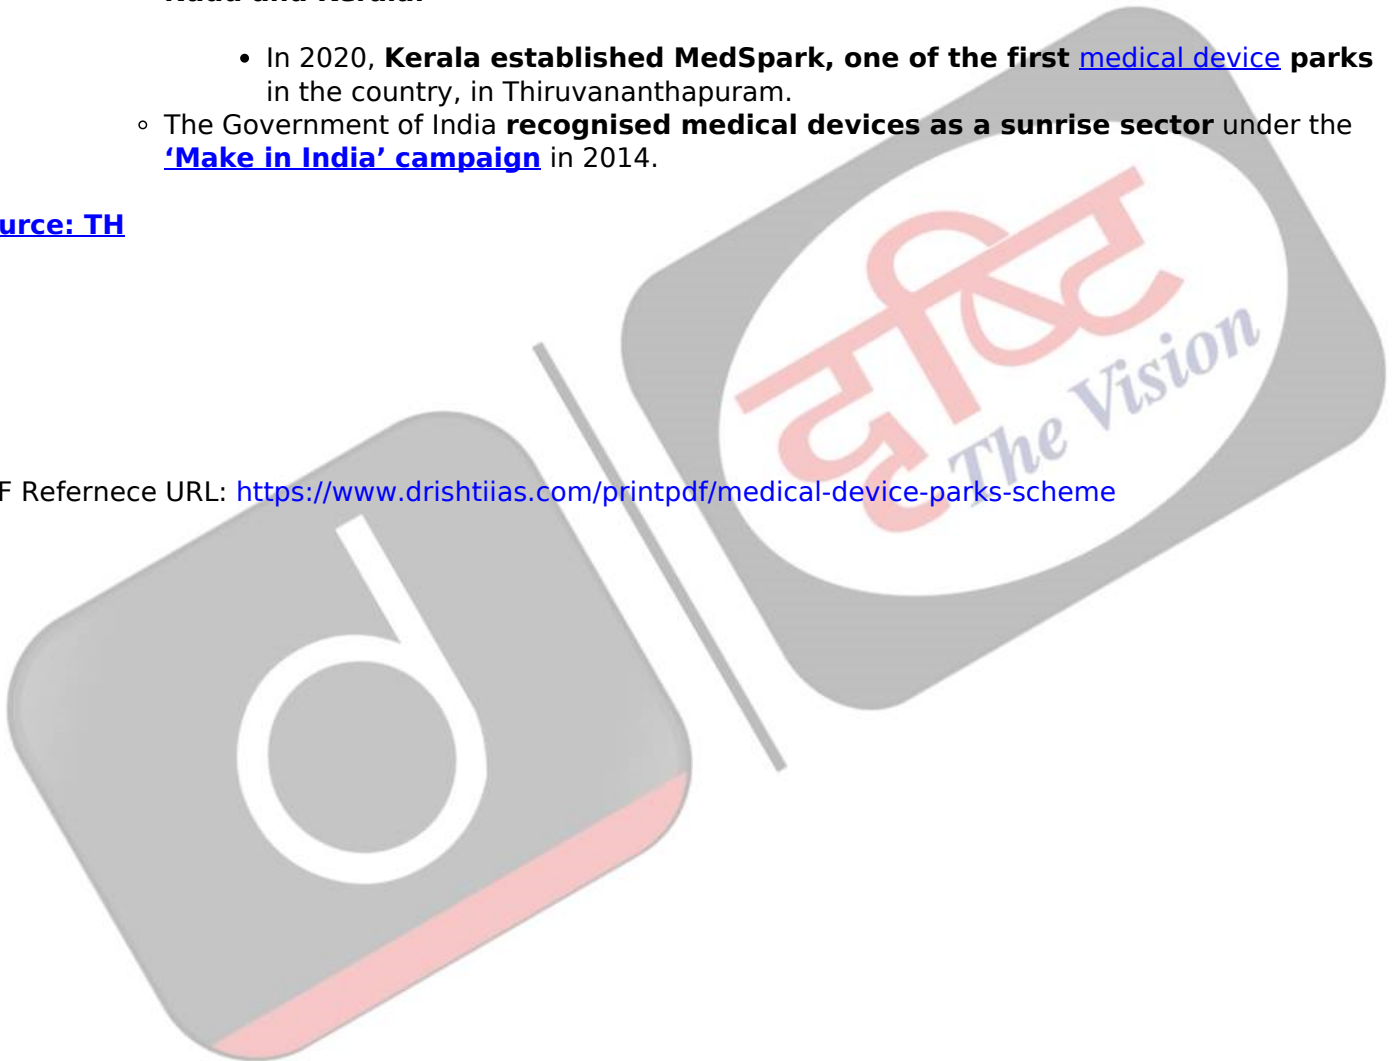 • In 2020, Kerala established MedSpark, one of the first medical device parks
in the country, in Thiruvananthapuram.
◦ The Government of India recognised medical devices as a sunrise sector under the
‘Make in India’ campaign in 2014.
urce: TH
दृष्टि
The Vision
F Refernece URL: https://www.drishtiias.com/printpdf/medical-device-parks-scheme
d